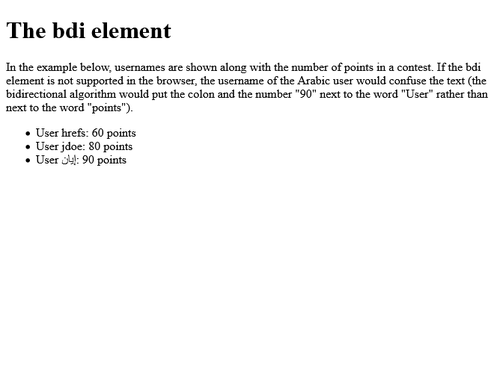 The bdi element
In the example below, usernames are shown along with the number of points in a contest. If the bdi
element is not supported in the browser, the username of the Arabic user would confuse the text (the
bidirectional algorithm would put the colon and the number "90" next to the word "User" rather than
next to the word "points").
User hrefs: 60 points
User jdoe: 80 points
User إيان: 90 points